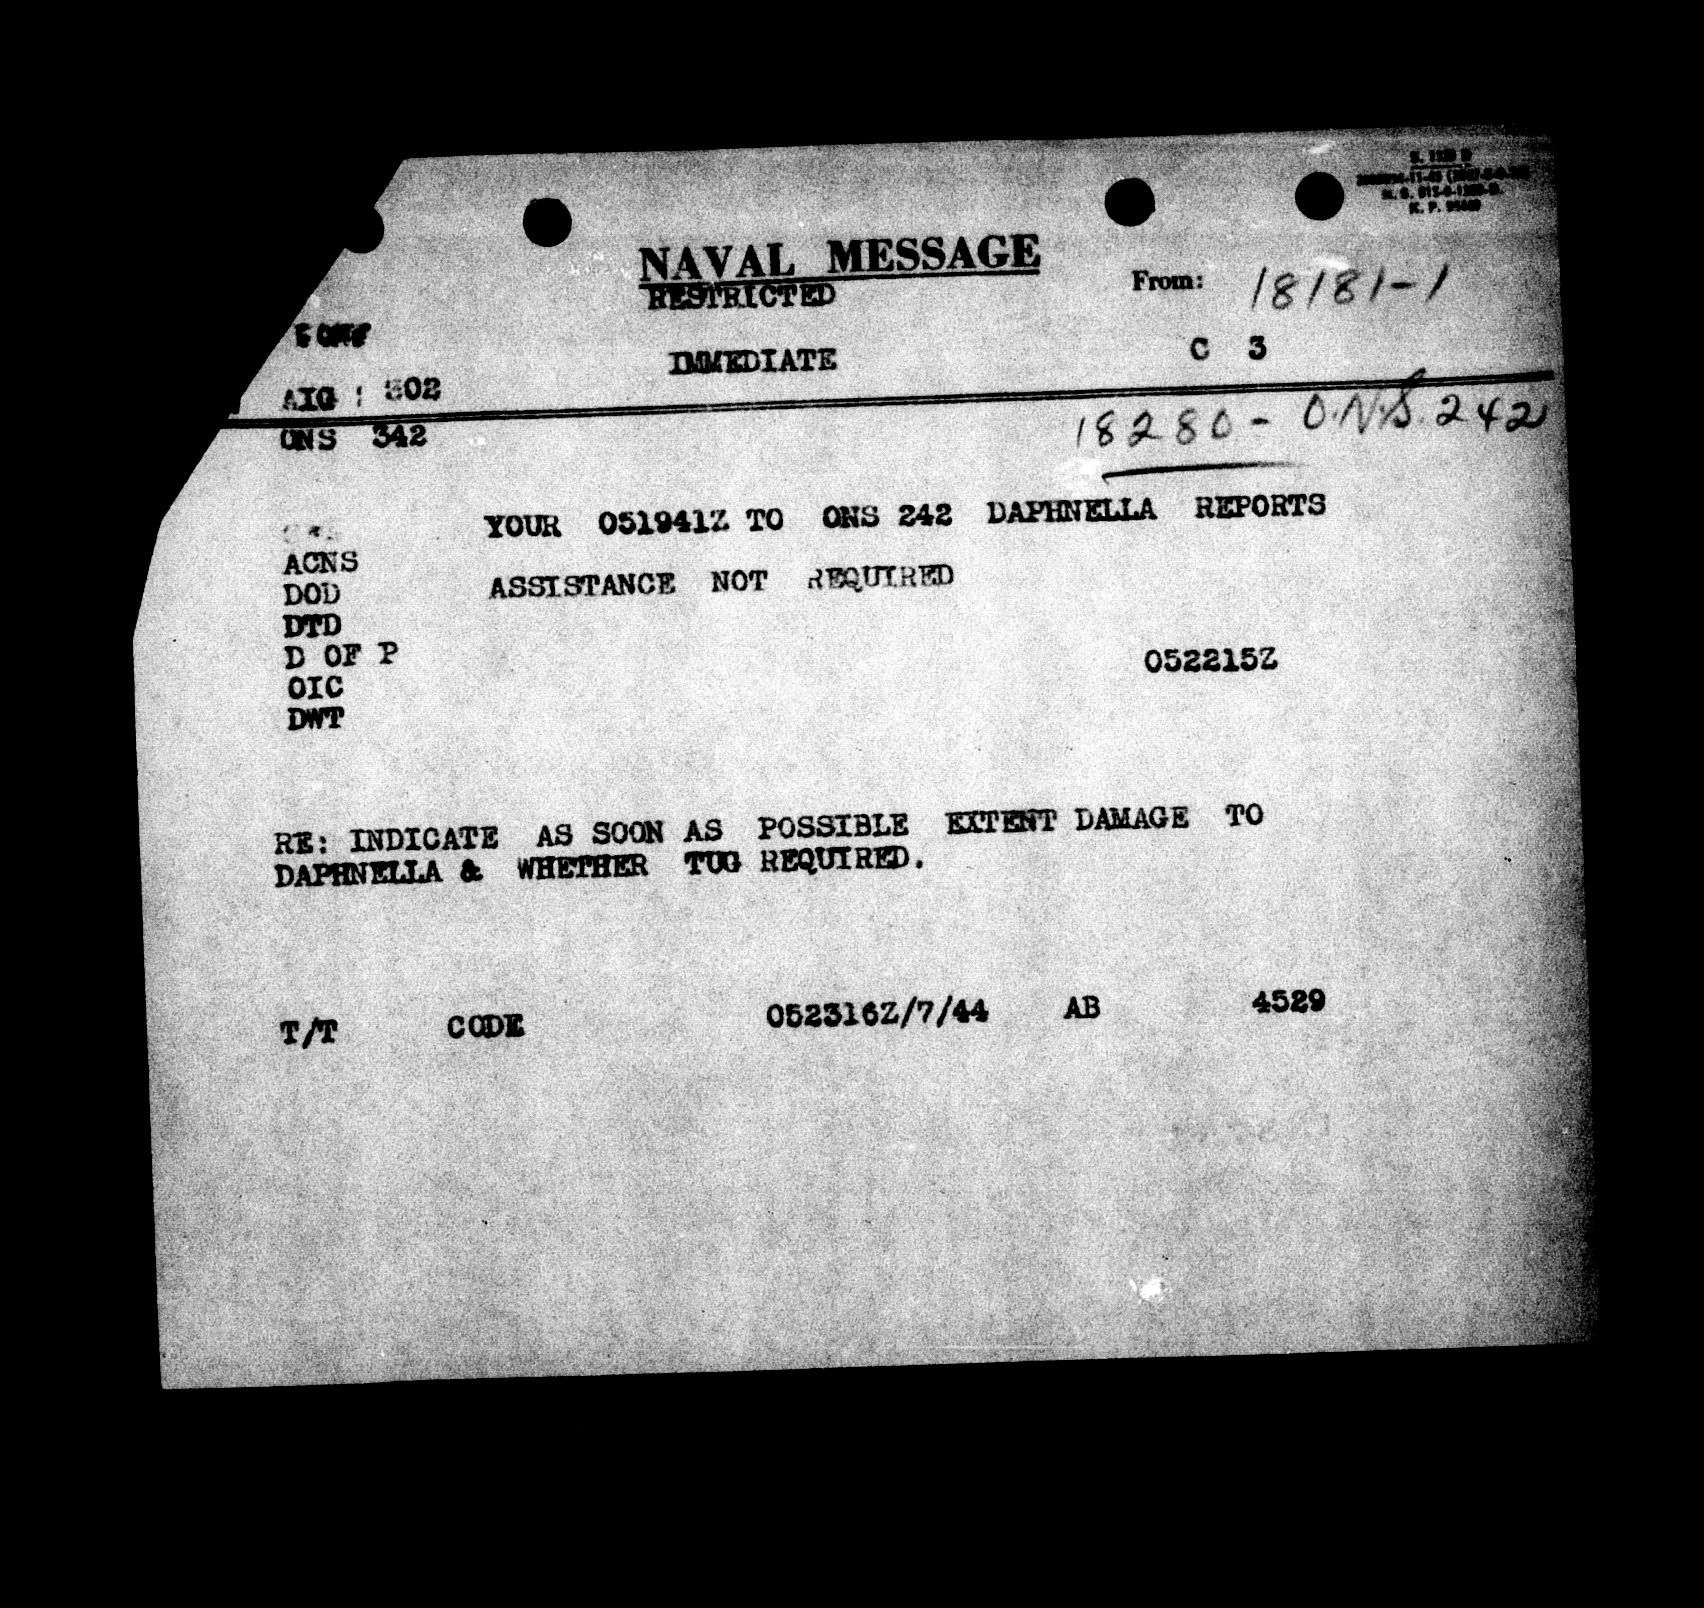 NAVAL MESSAGE
RESTRICTED
From: 18181-1
IMMEDIATE
C 3
AIG 302
ONS 342
18280 - O.N.S. 242
YOUR 051941Z TO ONS 242 DAPHNELLA REPORTS
ACNS
ASSISTANCE NOT REQUIRED
DOD
DTD
D OF P
052215Z
OIC
DWT
RE: INDICATE AS SOON AS POSSIBLE EXTENT DAMAGE TO
DAPHNELLA & WHETHER TUG REQUIRED.
T/T CODE 052316Z/7/44 AB 4529